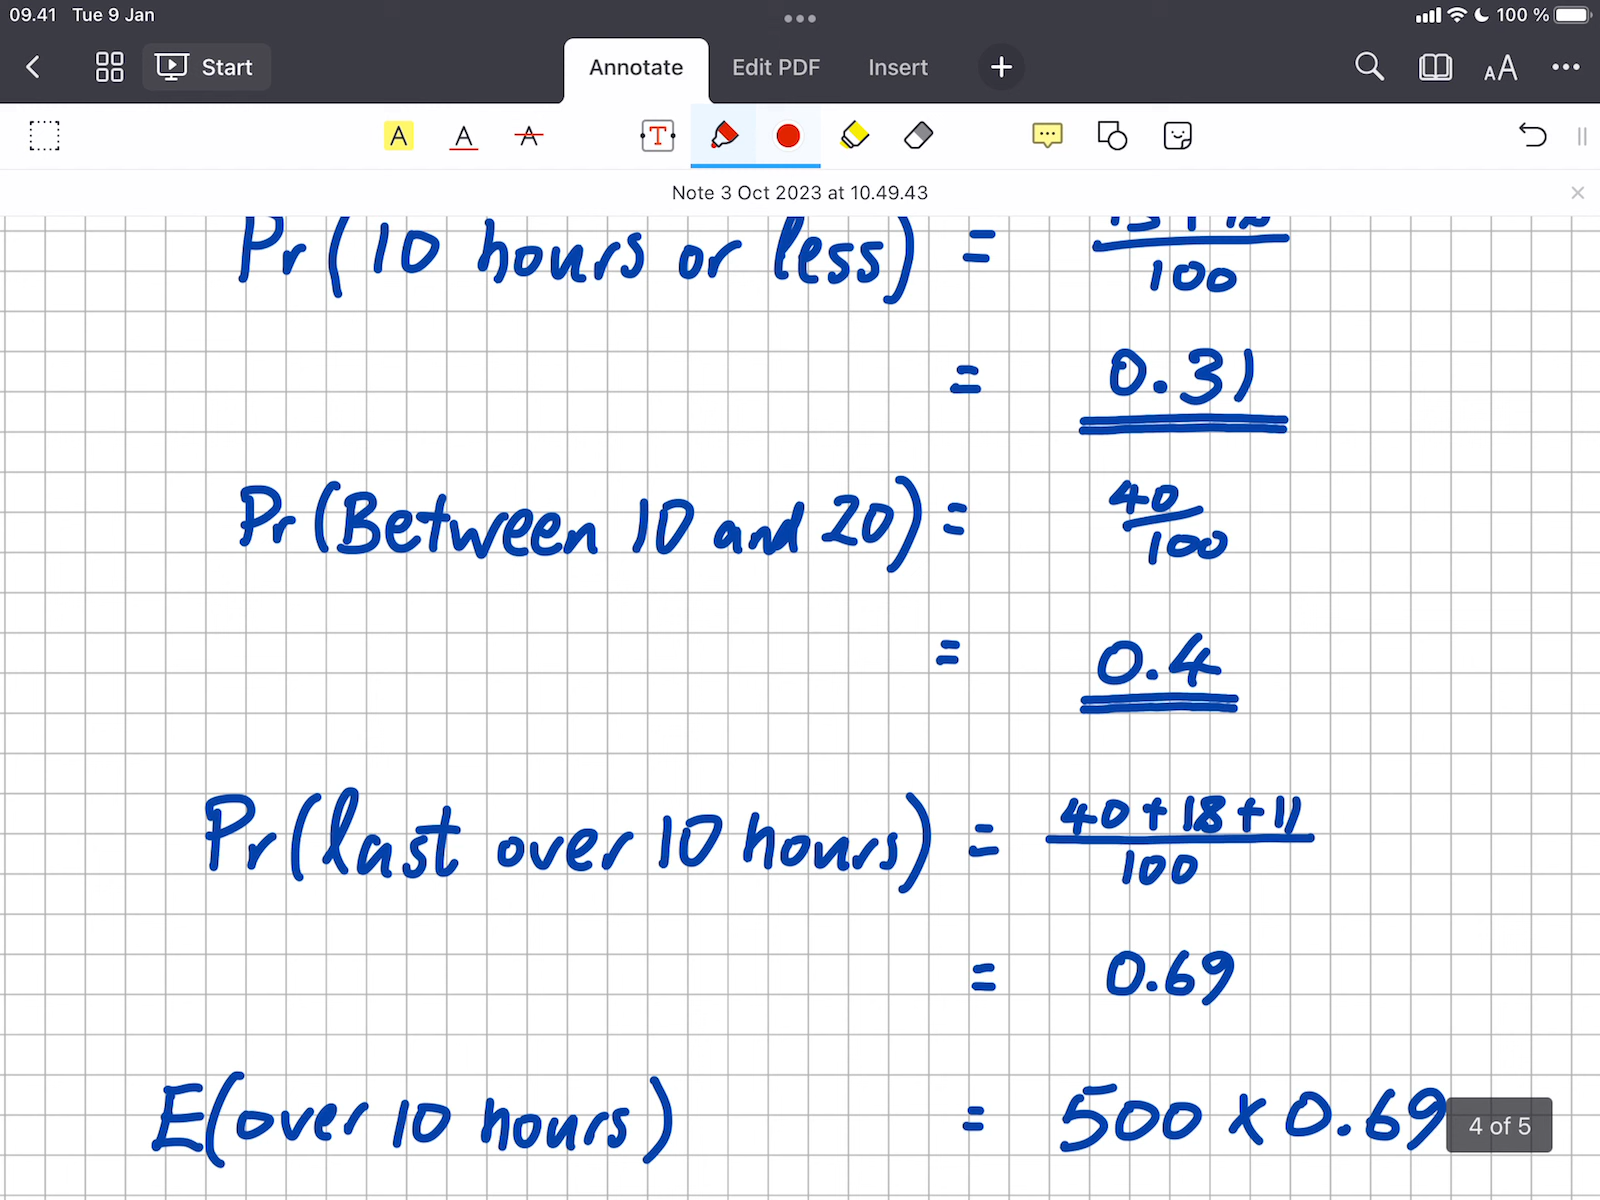 09.41 Tue 9 Jan 100 %
Start Annotate Edit PDF Insert
A A A T AA
Note 3 Oct 2023 at 10.49.43
Pr(10 hours or less) =
100
= 0.31
Pr(Between 10 and 20) = 40/100
= 0.4
Pr(last over 10 hours) = 40+18+11
100
= 0.69
E(over 10 hours) = 500 x 0.69
4 of 5